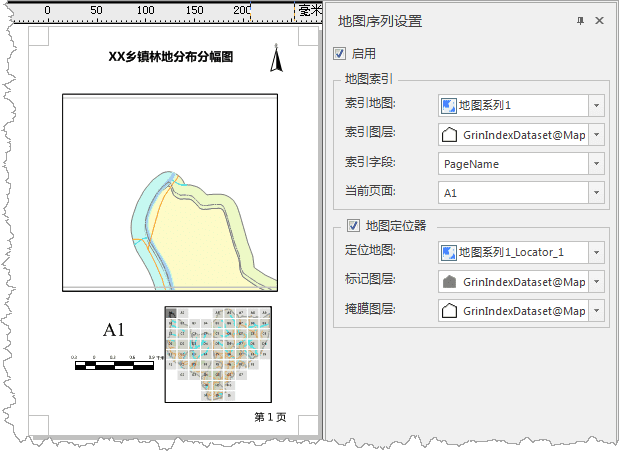 0 50 100 150 200 250 毫米
XX乡镇林地分布分幅图
A1
第 1 页
地图序列设置
启用
地图索引
索引地图: 地图系列1
索引图层: GrinIndexDataset@Map
索引字段: PageName
当前页面: A1
地图定位器
定位地图: 地图系列1_Locator_1
标记图层: GrinIndexDataset@Map
掩膜图层: GrinIndexDataset@Map